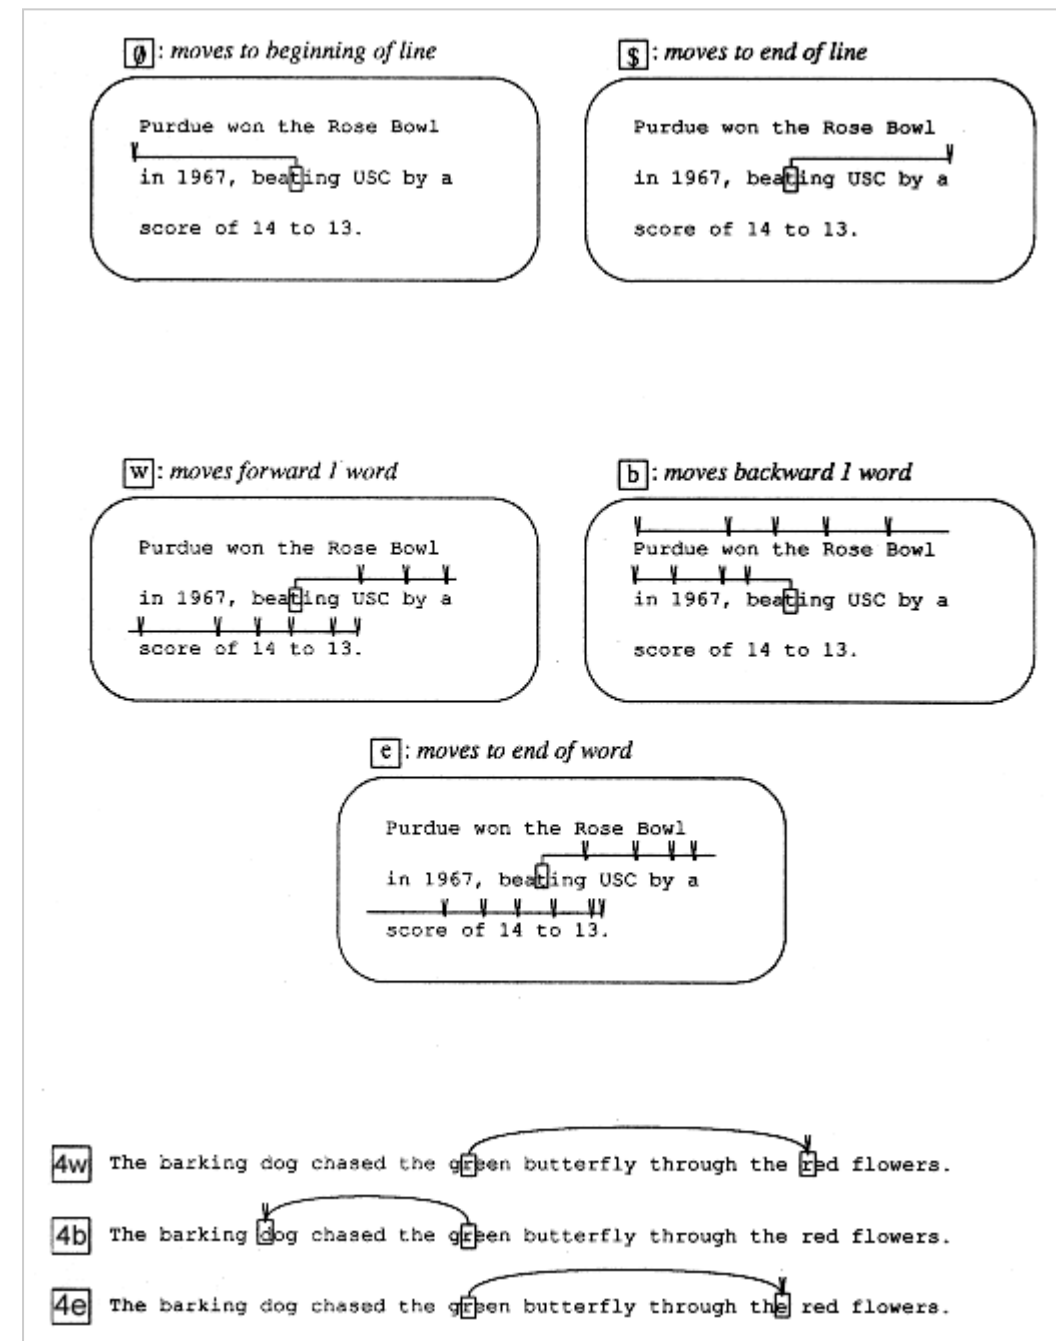 0 : moves to beginning of line
$ : moves to end of line
Purdue won the Rose Bowl
in 1967, beating USC by a
score of 14 to 13.
Purdue won the Rose Bowl
in 1967, beating USC by a
score of 14 to 13.
w : moves forward 1 word
b : moves backward 1 word
Purdue won the Rose Bowl
in 1967, beating USC by a
score of 14 to 13.
Purdue won the Rose Bowl
in 1967, beating USC by a
score of 14 to 13.
e : moves to end of word
Purdue won the Rose Bowl
in 1967, beating USC by a
score of 14 to 13.
4w The barking dog chased the green butterfly through the red flowers.
4b The barking dog chased the green butterfly through the red flowers.
4e The barking dog chased the green butterfly through the red flowers.